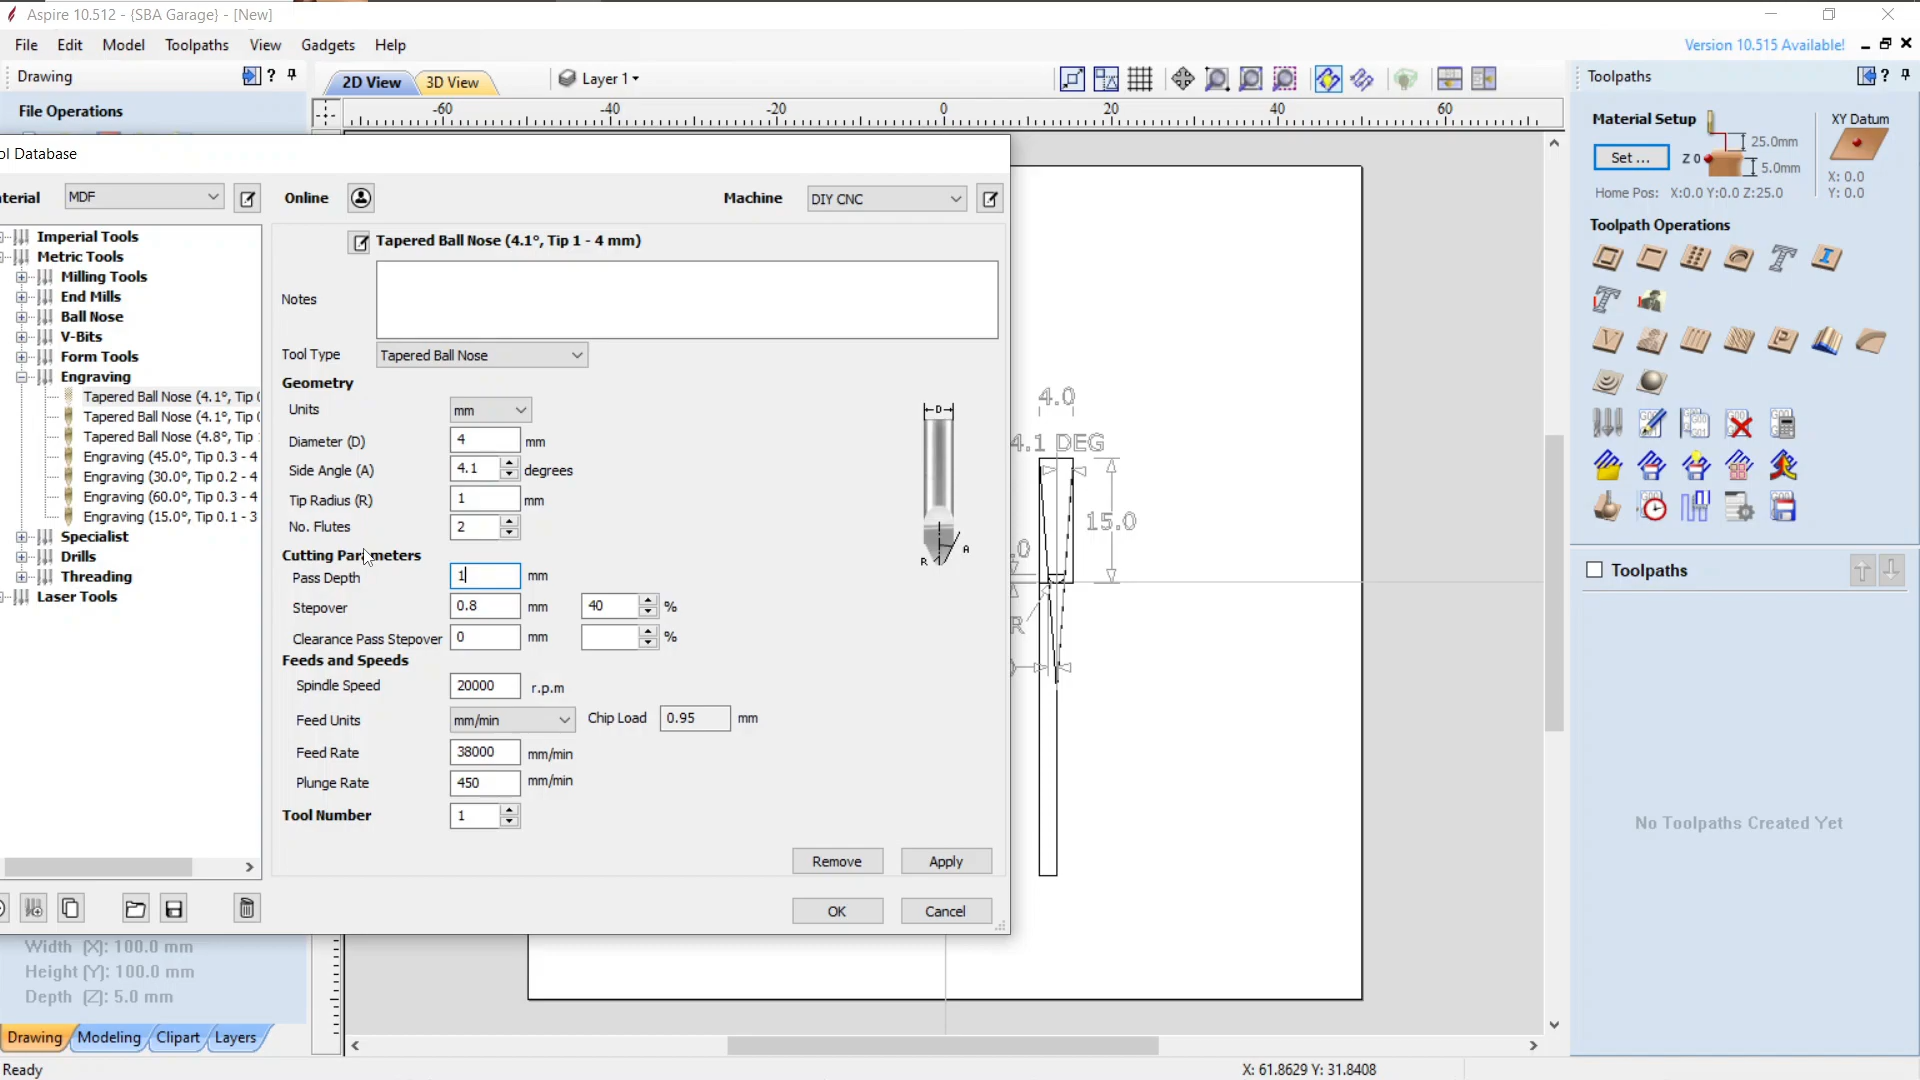 Aspire 10.512 - {SBA Garage} - [New]
File Edit Model Toolpaths View Gadgets Help
Version 10.515 Available!
Drawing
File Operations
2D View
3D View
Layer 1
-60 -40 -20 0 20 40 60
ol Database
terial
MDF
Online
Machine
DIY CNC
Imperial Tools
Metric Tools
Milling Tools
End Mills
Ball Nose
V-Bits
Form Tools
Engraving
Tapered Ball Nose (4.1°, Tip (
Tapered Ball Nose (4.1°, Tip (
Tapered Ball Nose (4.8°, Tip
Engraving (45.0°, Tip 0.3 - 4
Engraving (30.0°, Tip 0.2 - 4
Engraving (60.0°, Tip 0.3 - 4
Engraving (15.0°, Tip 0.1 - 3
Specialist
Drills
Threading
Laser Tools
Tapered Ball Nose (4.1°, Tip 1 - 4 mm)
Notes
Tool Type
Tapered Ball Nose
Geometry
Units mm
Diameter (D) 4 mm
Side Angle (A) 4.1 degrees
Tip Radius (R) 1 mm
No. Flutes 2
D
R
A
Cutting Parameters
Pass Depth 1 mm
Stepover 0.8 mm 40 %
Clearance Pass Stepover 0 mm %
Feeds and Speeds
Spindle Speed 20000 r.p.m
Feed Units mm/min Chip Load 0.95 mm
Feed Rate 38000 mm/min
Plunge Rate 450 mm/min
Tool Number 1
Remove
Apply
OK
Cancel
4.0
4.1 DEG
15.0
.0
R
Width (X): 100.0 mm
Height (Y): 100.0 mm
Depth (Z): 5.0 mm
Drawing Modeling Clipart Layers
Ready
X: 61.8629 Y: 31.8408
Toolpaths
Material Setup
Set ...
Z 0
25.0mm
5.0mm
XY Datum
X: 0.0
Y: 0.0
Home Pos: X:0.0 Y:0.0 Z:25.0
Toolpath Operations
Toolpaths
No Toolpaths Created Yet